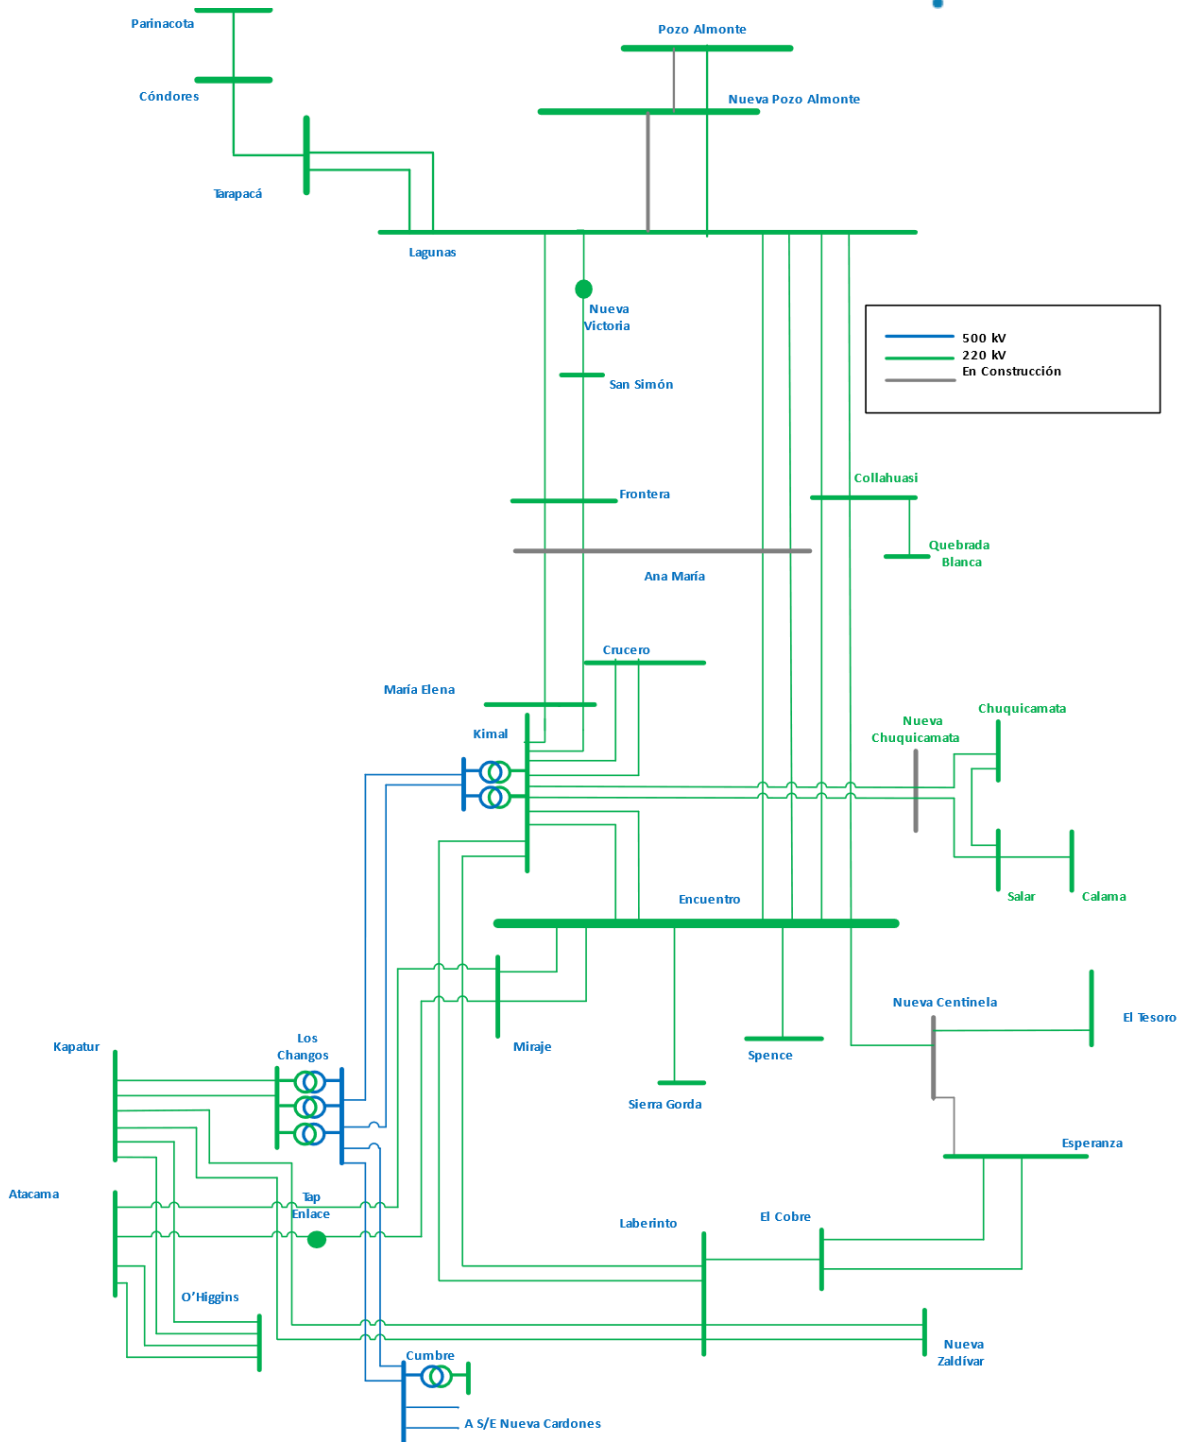 Parinacota
Pozo Almonte
Cóndores
Nueva Pozo Almonte
Tarapacá
Lagunas
Nueva
Victoria
500 kV
220 kV
En Construcción
San Simón
Frontera
Collahuasi
Quebrada
Blanca
Ana María
Crucero
María Elena
Kimal
Nueva
Chuquicamata
Chuquicamata
Salar
Calama
Encuentro
Nueva Centinela
El Tesoro
Miraje
Spence
Sierra Gorda
Los
Changos
Kapatur
Esperanza
Atacama
Tap
Enlace
Laberinto
El Cobre
O'Higgins
Nueva
Zaldívar
Cumbre
A S/E Nueva Cardones